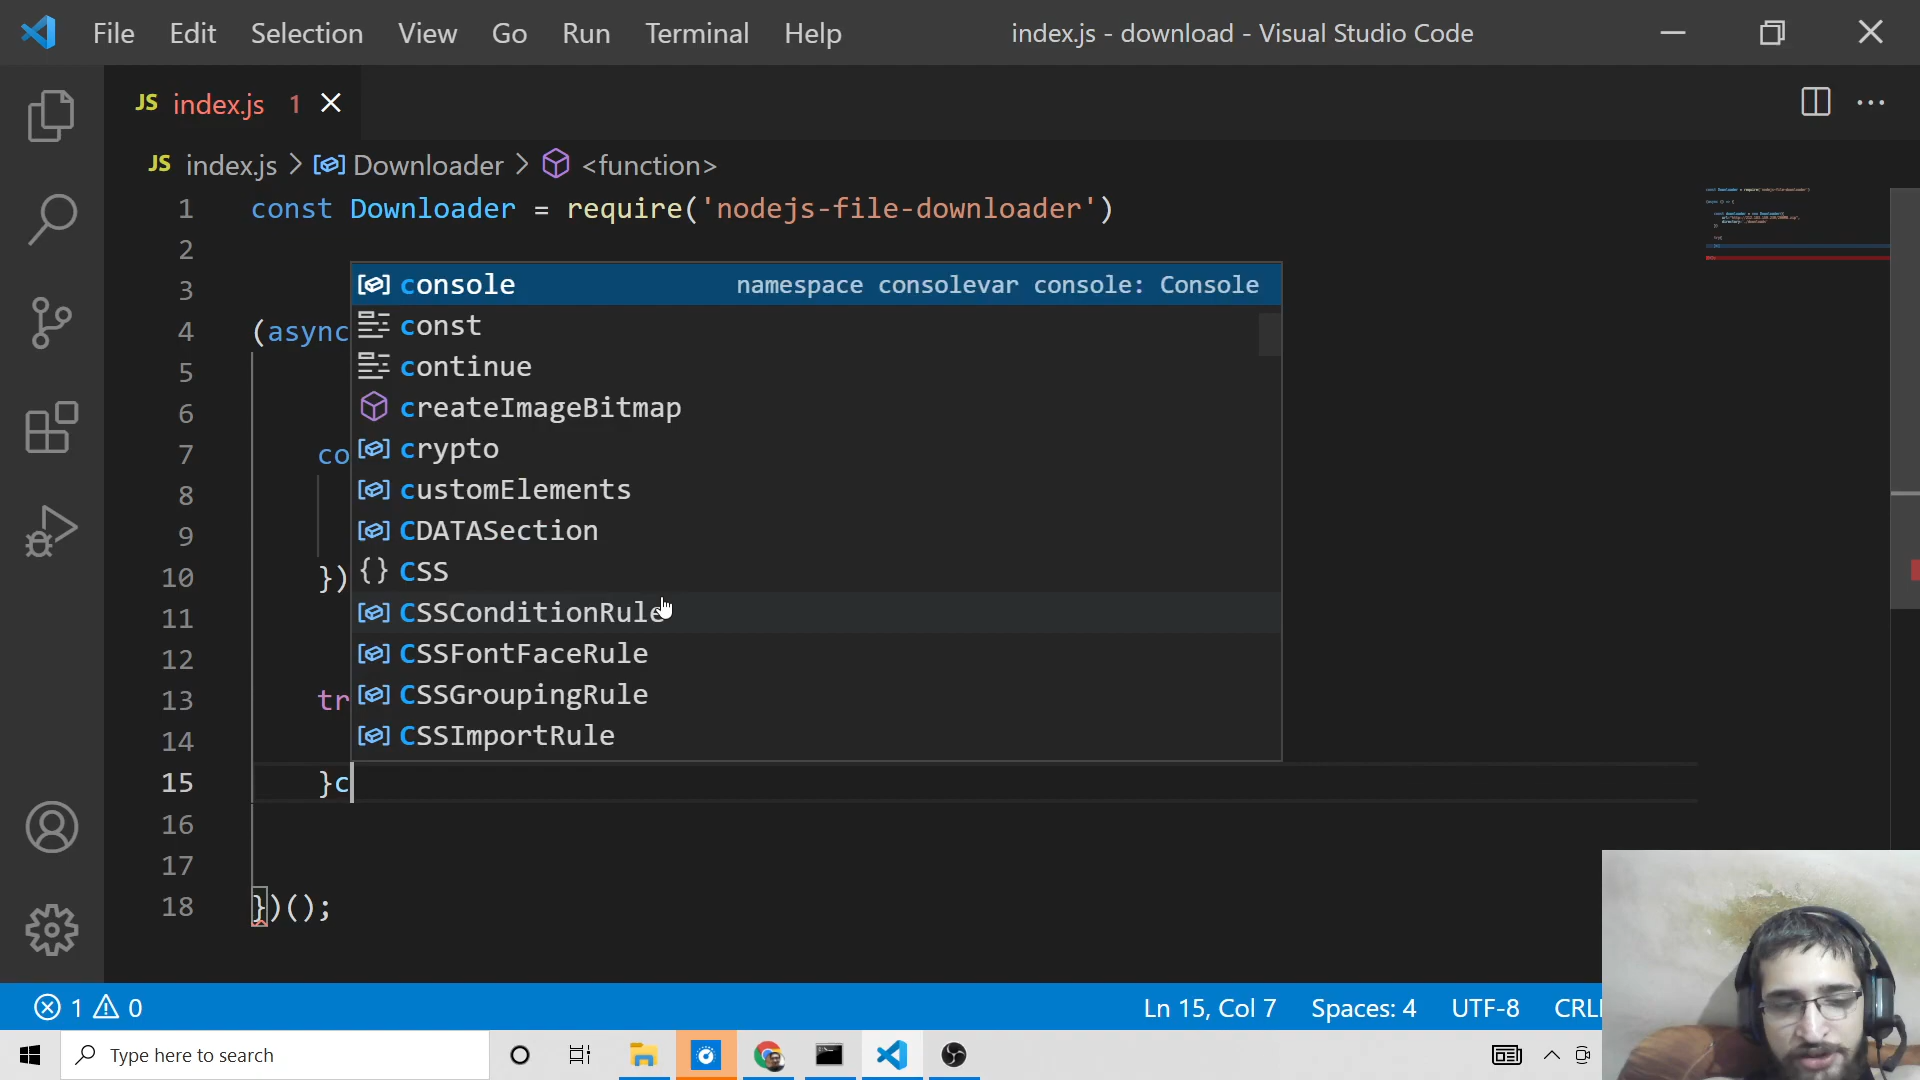 File Edit Selection View Go Run Terminal Help index.js - download - Visual Studio Code
JS index.js 1
JS index.js > Downloader > <function>
1 const Downloader = require('nodejs-file-downloader')
2
3
4 (async
5
6
7 co
8
9
10 })
11
12
13 tr
14
15 }c
16
17
18 })();
console namespace consolevar console: Console
const
continue
createImageBitmap
crypto
customElements
CDATASection
CSS
CSSConditionRule
CSSFontFaceRule
CSSGroupingRule
CSSImportRule
1 0 Ln 15, Col 7 Spaces: 4 UTF-8 CRL
Type here to search